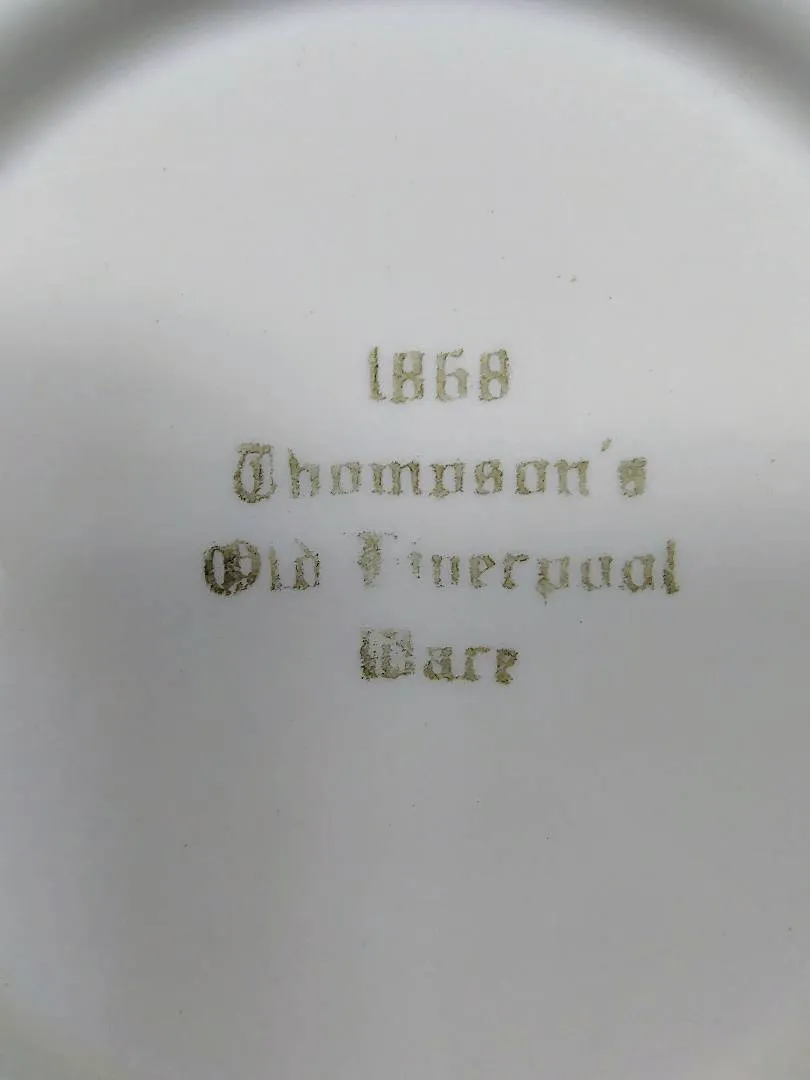 1868
Thompson's
Old Liverpool
Ware